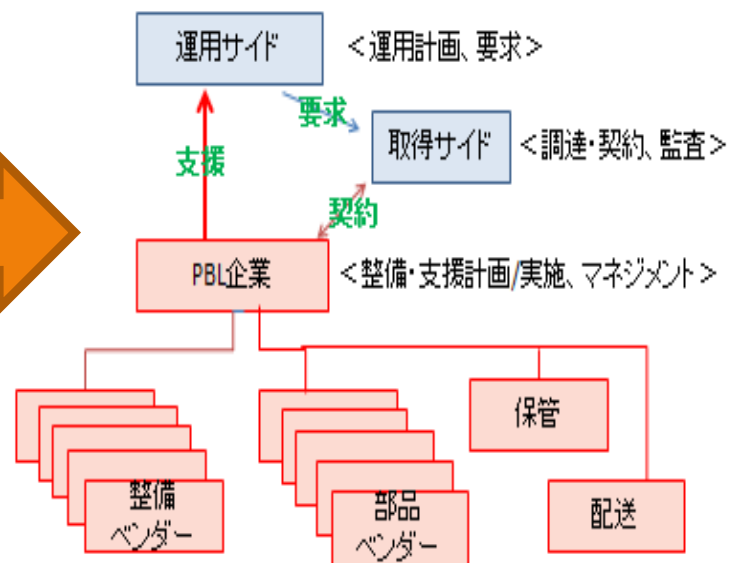 運用サイド
＜運用計画、要求＞
要求
取得サイド
＜調達・契約、監査＞
支援
契約
PBL企業
＜整備・支援計画/実施、マネジメント＞
保管
整備
ベンダー
部品
ベンダー
配送